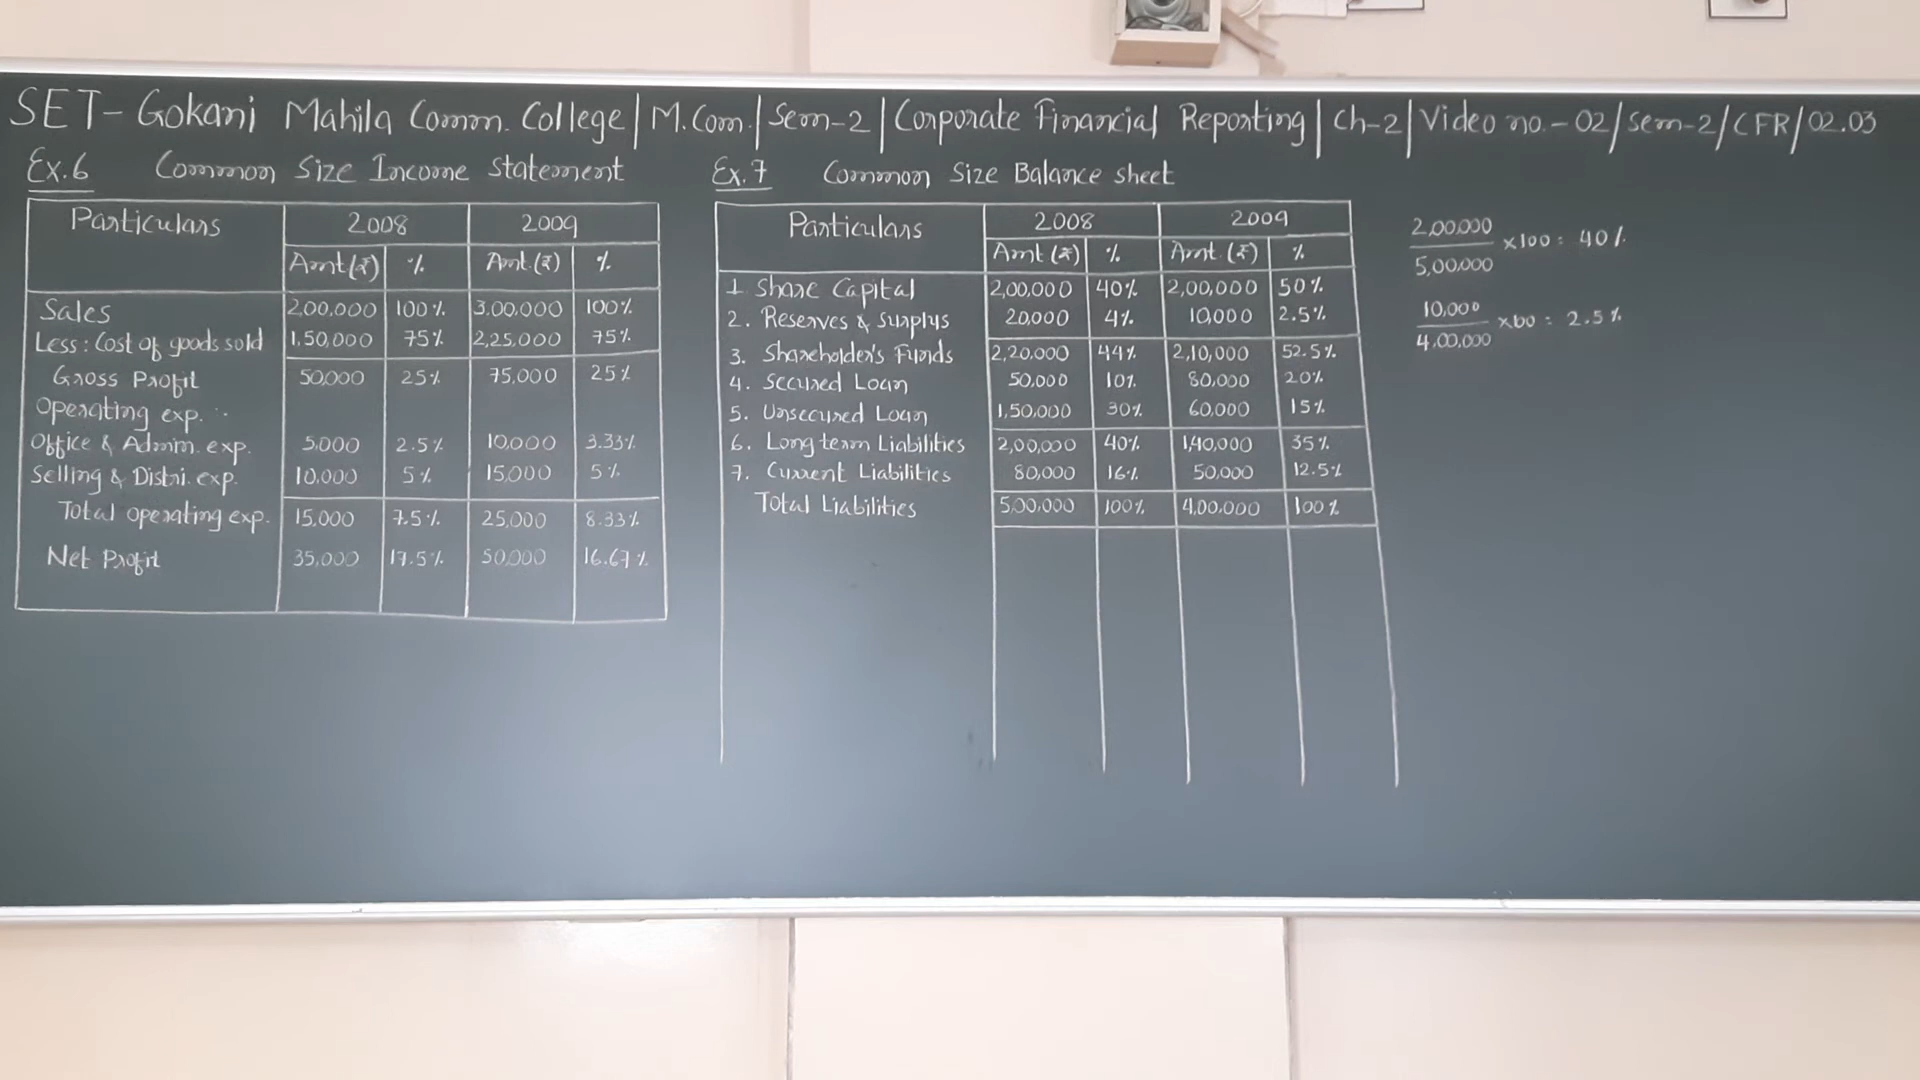 SET- Gokani Mahila Comm. College | M.Com. | Sem-2 | Corporate Financial Reporting | Ch-2 | Video no.-02/sem-2/CFR/02.03
Ex.6 Common Size Income Statement
Particulars 2008 2009
Amt (₹) % Amt. (₹) %
Sales 2,00,000 100% 3,00,000 100%
Less: Cost of goods sold 1,50,000 75% 2,25,000 75%
Gross Profit 50,000 25% 75,000 25%
Operating exp. :-
Office & Admin. exp. 5,000 2.5% 10,000 3.33%
Selling & Distri. exp. 10,000 5% 15,000 5%
Total operating exp. 15,000 7.5% 25,000 8.33%
Net Profit 35,000 17.5% 50,000 16.67%
Ex.7 Common Size Balance sheet
Particulars 2008 2009
Amt (₹) % Amt. (₹) %
1. Share Capital 2,00,000 40% 2,00,000 50%
2. Reserves & Surplus 20,000 4% 10,000 2.5%
3. Shareholder's Funds 2,20,000 44% 2,10,000 52.5%
4. Secured Loan 50,000 10% 80,000 20%
5. Unsecured Loan 1,50,000 30% 60,000 15%
6. Long term Liabilities 2,00,000 40% 1,40,000 35%
7. Current Liabilities 80,000 16% 50,000 12.5%
Total Liabilities 5,00,000 100% 4,00,000 100%
2,00,000
5,00,000 ×100 = 40%
10,000
4,00,000 ×100 = 2.5%